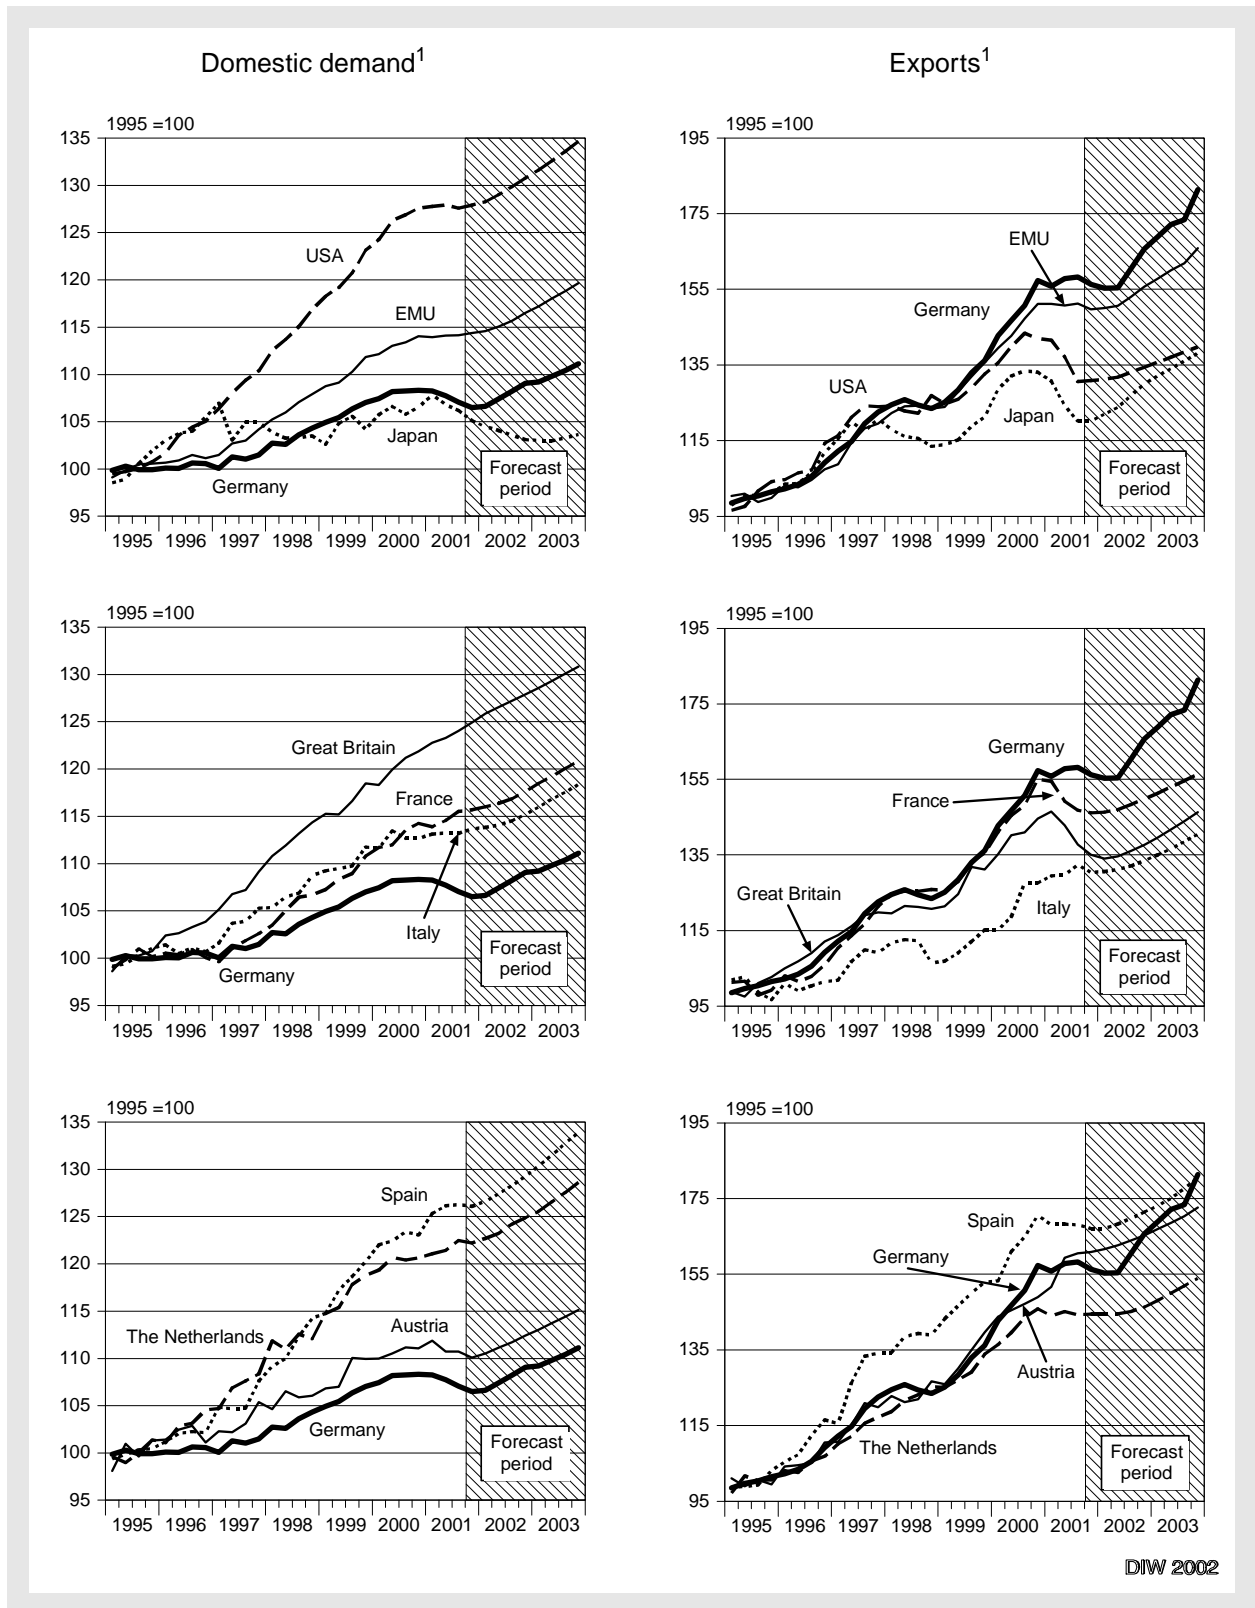 Domestic demand1
Exports1
1995 =100
135
130
125
120
115
110
105
100
95
USA
EMU
Japan
Germany
Forecast
period
1995 1996 1997 1998 1999 2000 2001 2002 2003
1995 =100
195
175
155
135
115
95
EMU
Germany
USA
Japan
Forecast
period
1995 1996 1997 1998 1999 2000 2001 2002 2003
1995 =100
135
130
125
120
115
110
105
100
95
Great Britain
France
Italy
Germany
Forecast
period
1995 1996 1997 1998 1999 2000 2001 2002 2003
1995 =100
195
175
155
135
115
95
Germany
France
Great Britain
Italy
Forecast
period
1995 1996 1997 1998 1999 2000 2001 2002 2003
1995 =100
135
130
125
120
115
110
105
100
95
Spain
The Netherlands
Austria
Germany
Forecast
period
1995 1996 1997 1998 1999 2000 2001 2002 2003
1995 =100
195
175
155
135
115
95
Spain
Germany
Austria
The Netherlands
Forecast
period
1995 1996 1997 1998 1999 2000 2001 2002 2003
DIW 2002